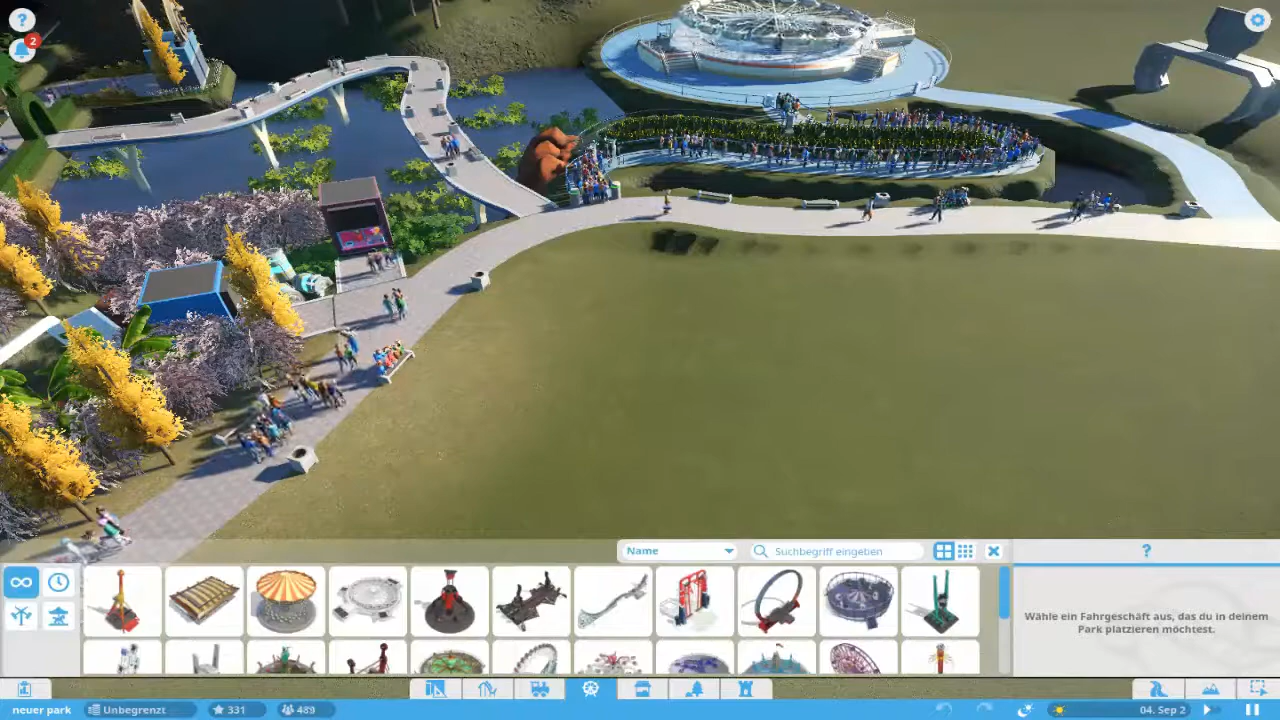 ?
2
Name
Suchbegriff eingeben
?
Wähle ein Fahrgeschäft aus, das du in deinem
Park platzieren möchtest.
neuer park
Unbegrenzt
331
489
04. Sep 2